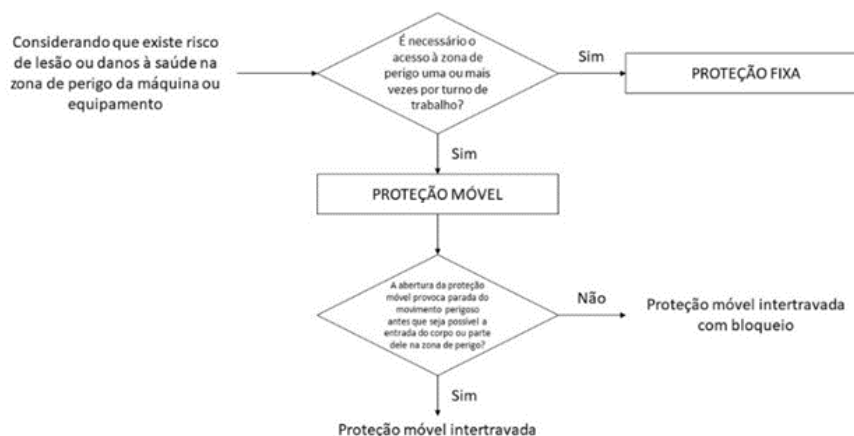 Considerando que existe risco
de lesão ou danos à saúde na
zona de perigo da máquina ou
equipamento
É necessário o
acesso à zona de
perigo uma ou mais
vezes por turno de
trabalho?
Sim
PROTEÇÃO FIXA
Sim
PROTEÇÃO MÓVEL
A abertura da proteção
móvel provoca parada do
movimento perigoso
antes que seja possível a
entrada do corpo ou parte
dele na zona de perigo?
Não
Proteção móvel intertravada
com bloqueio
Sim
Proteção móvel intertravada